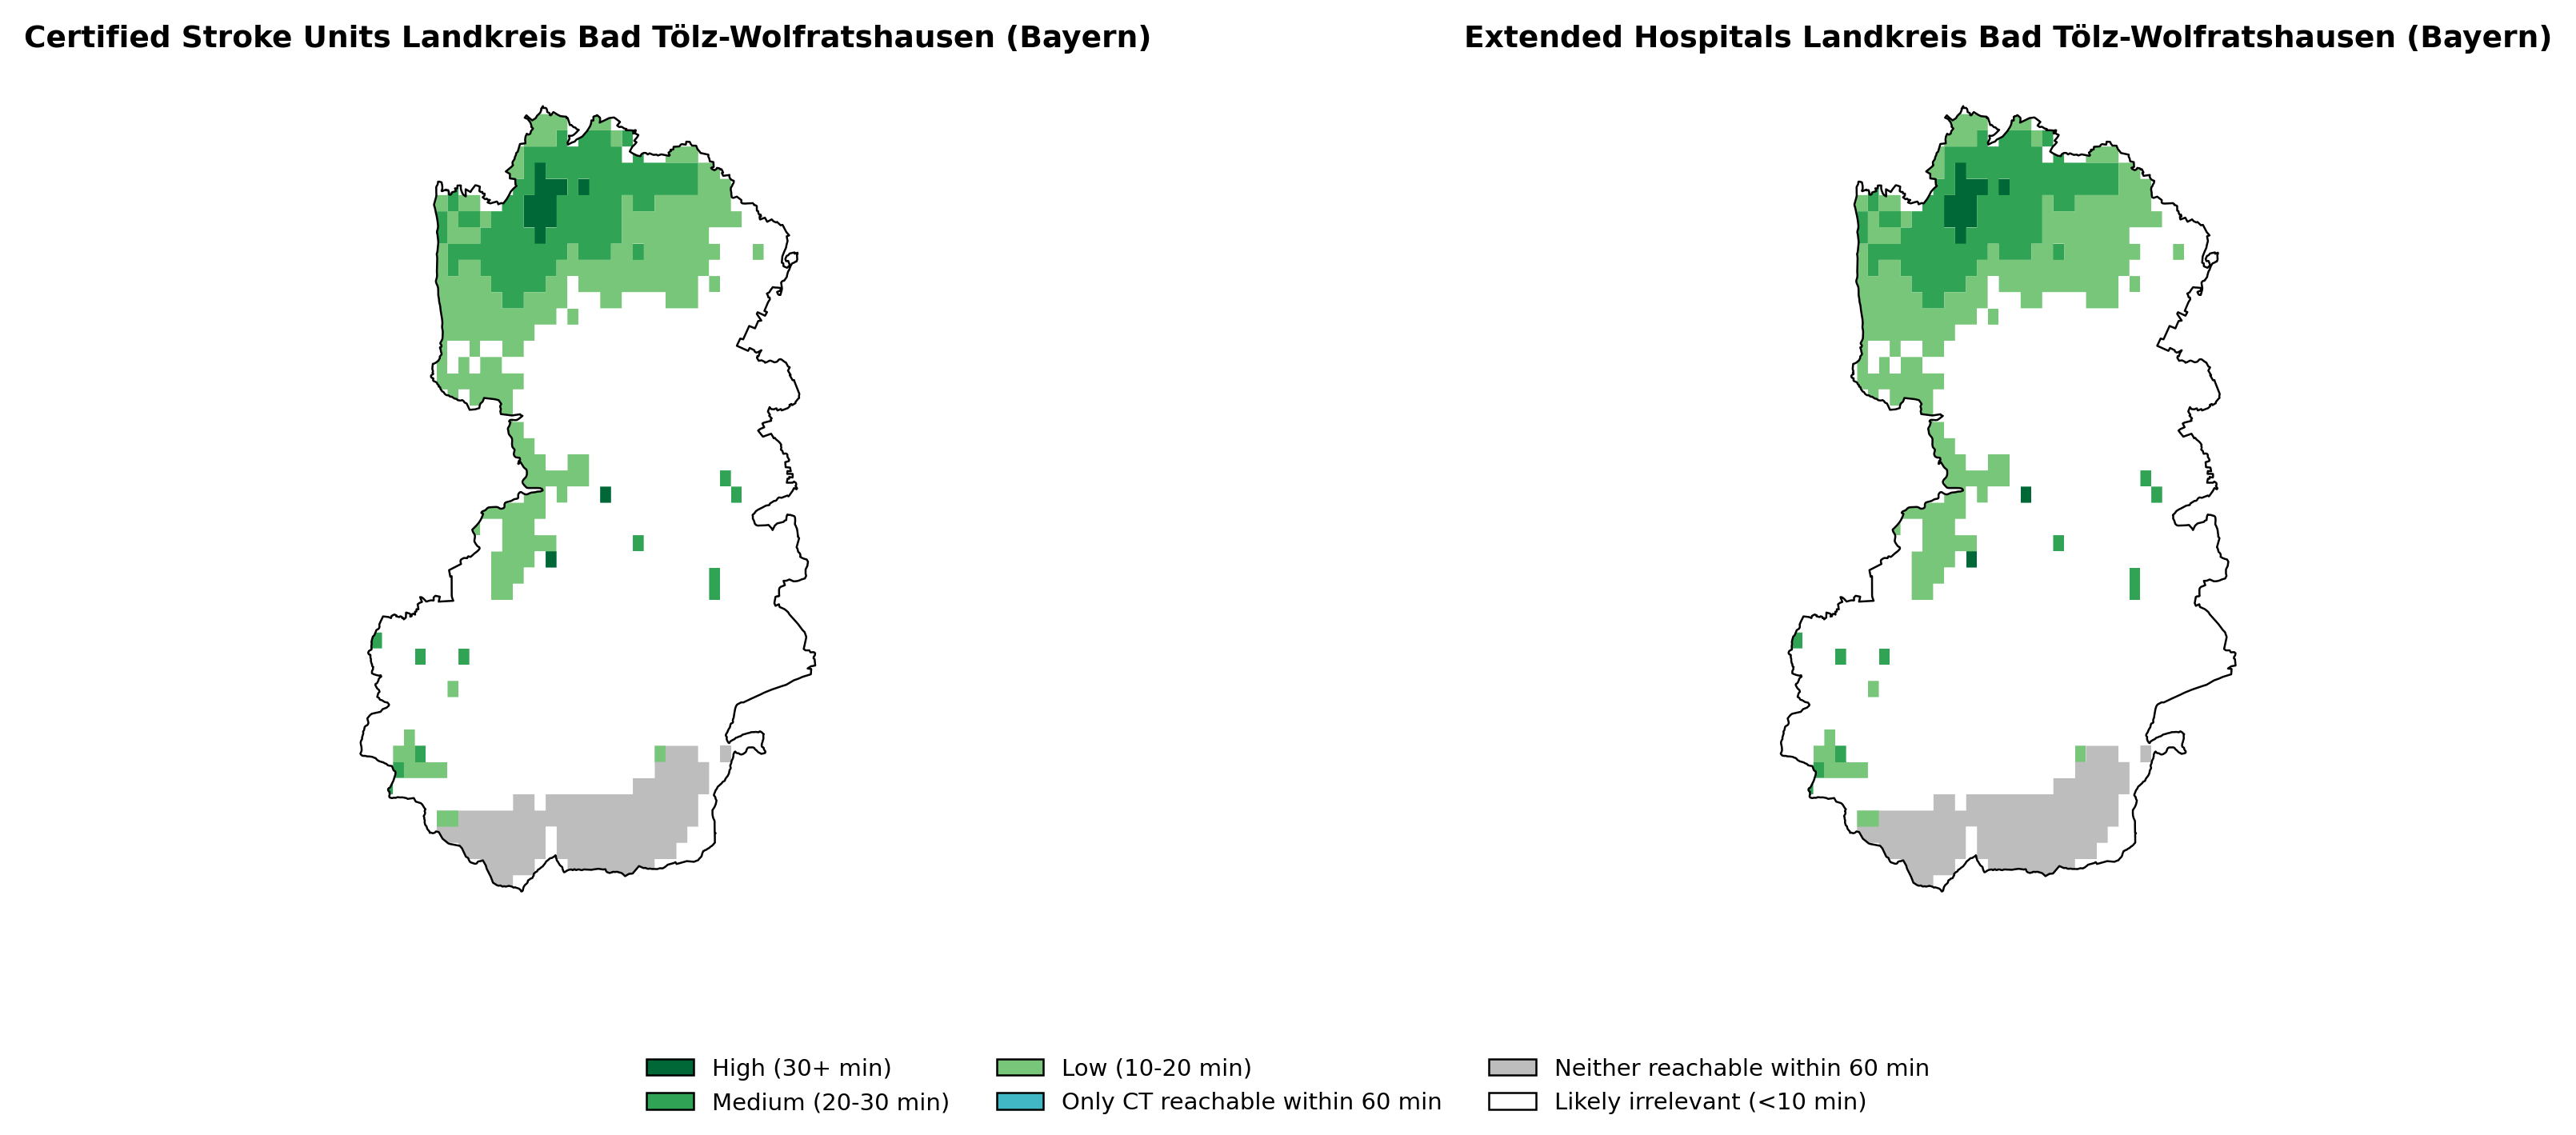 Certified Stroke Units Landkreis Bad Tölz-Wolfratshausen (Bayern)
Extended Hospitals Landkreis Bad Tölz-Wolfratshausen (Bayern)
High (30+ min)
Medium (20-30 min)
Low (10-20 min)
Only CT reachable within 60 min
Neither reachable within 60 min
Likely irrelevant (<10 min)